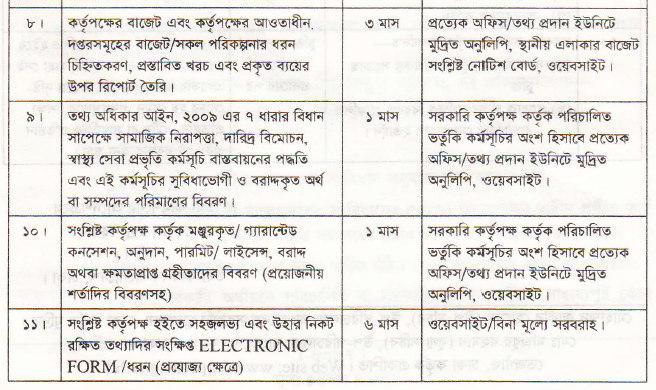 ৮। কর্তৃপক্ষের বাজেট এবং কর্তৃপক্ষের আওতাধীন
দপ্তরসমূহের বাজেট/সকল পরিকল্পনার ধরন
চিহ্নিতকরণ, প্রস্তাবিত খরচ এবং প্রকৃত ব্যয়ের
উপর রিপোর্ট তৈরি।
৩ মাস
প্রত্যেক অফিস/তথ্য প্রদান ইউনিটে
মুদ্রিত অনুলিপি, স্থানীয় এলাকার বাজেট
সংশ্লিষ্ট নোটিশ বোর্ড, ওয়েবসাইট।
৯। তথ্য অধিকার আইন, ২০০৯ এর ৭ ধারার বিধান
সাপেক্ষে সামাজিক নিরাপত্তা, দারিদ্র বিমোচন,
স্বাস্থ্য সেবা প্রভৃতি কর্মসূচি বাস্তবায়নের পদ্ধতি
এবং এই কর্মসূচির সুবিধাভোগী ও বরাদ্দকৃত অর্থ
বা সম্পদের পরিমাণের বিবরণ।
১ মাস
সরকারি কর্তৃপক্ষ কর্তৃক পরিচালিত
ভর্তুকি কর্মসূচির অংশ হিসাবে প্রত্যেক
অফিস/তথ্য প্রদান ইউনিটে মুদ্রিত
অনুলিপি, ওয়েবসাইট।
১০। সংশ্লিষ্ট কর্তৃপক্ষ কর্তৃক মঞ্জুরকৃত/ গ্যারান্টেড
কনসেশন, অনুদান, পারমিট/ লাইসেন্স, বরাদ্দ
অথবা ক্ষমতাপ্রাপ্ত গ্রহীতাদের বিবরণ (প্রয়োজনীয়
শর্তাদির বিবরণসহ)
১ মাস
সরকারি কর্তৃপক্ষ কর্তৃক পরিচালিত
ভর্তুকি কর্মসূচির অংশ হিসাবে প্রত্যেক
অফিস/তথ্য প্রদান ইউনিটে মুদ্রিত
অনুলিপি, ওয়েবসাইট।
১১। সংশ্লিষ্ট কর্তৃপক্ষ হইতে সহজলভ্য এবং উহার নিকট
রক্ষিত তথ্যাদির সংক্ষিপ্ত ELECTRONIC
FORM /ধরন (প্রযোজ্য ক্ষেত্রে)
৬ মাস
ওয়েবসাইট/বিনা মূল্যে সরবরাহ।